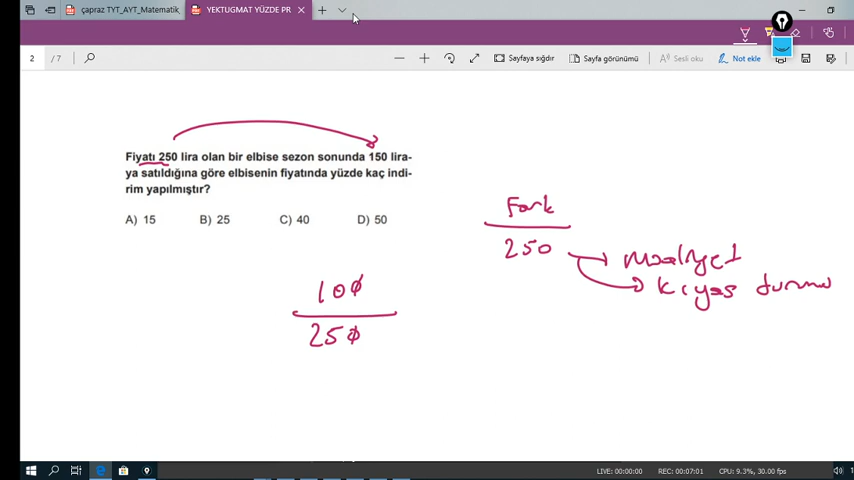 çapraz TYT_AYT_Matematik
YEKTUGMAT YÜZDE PR
2 /7
Sayfaya sığdır
Sayfa görünümü
Sesli oku
Not ekle
Fiyatı 250 lira olan bir elbise sezon sonunda 150 lira-
ya satıldığına göre elbisenin fiyatında yüzde kaç indi-
rim yapılmıştır?
A) 15 B) 25 C) 40 D) 50
Fark
250
maliyet
kıyas durumu
100
250
LIVE: 00:00:00 REC: 00:07:01 CPU: 9.3%, 30.00 fps